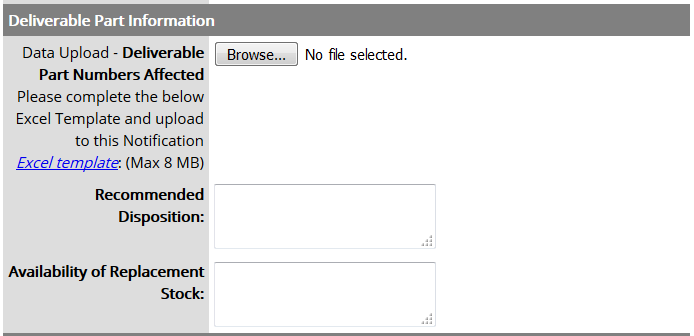 Deliverable Part Information
Data Upload - Deliverable
Browse... No file selected.
Part Numbers Affected
Please complete the below
Excel Template and upload
to this Notification
Excel template: (Max 8 MB)
Recommended
Disposition:
Availability of Replacement
Stock: